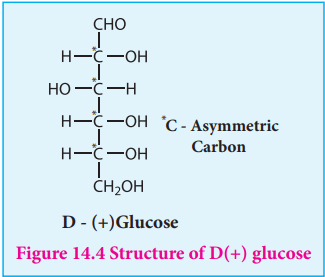 CHO
H—*C—OH
HO—*C—H
H—*C—OH
*C - Asymmetric
Carbon
H—*C—OH
CH₂OH
D - (+)Glucose
Figure 14.4 Structure of D(+) glucose